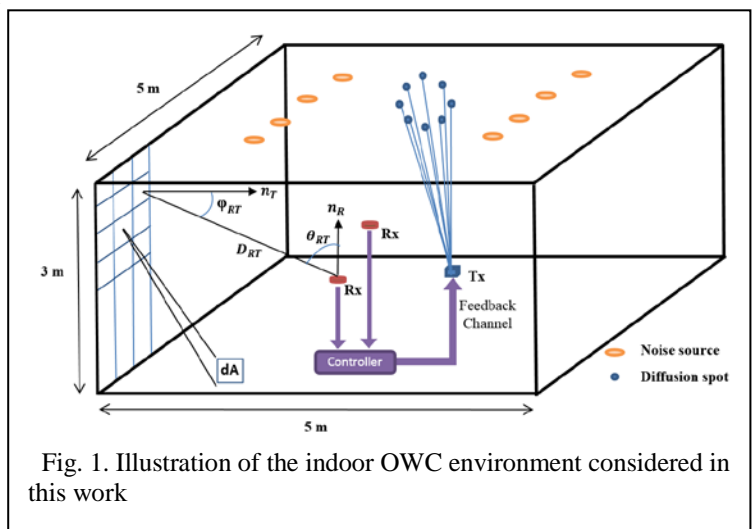 5 m
n_T
φ_RT
n_R
3 m
D_RT
θ_RT
Rx
Rx
Tx
Feedback
Channel
dA
Controller
Noise source
Diffusion spot
5 m
Fig. 1. Illustration of the indoor OWC environment considered in
this work